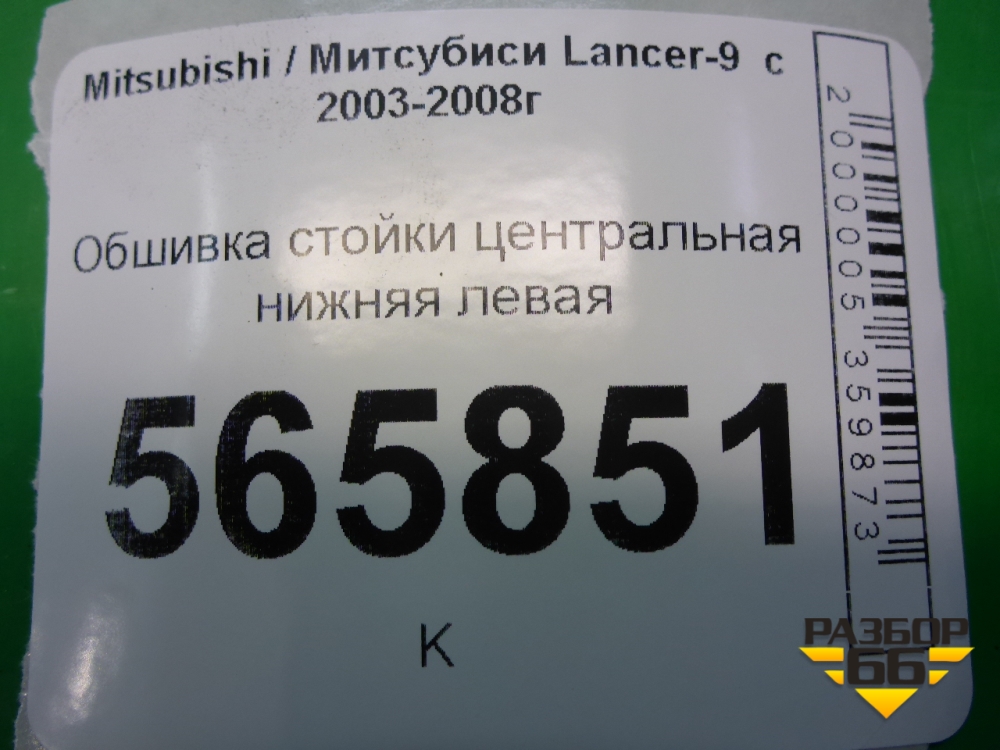 Mitsubishi / Митсубиси Lancer-9 с
2003-2008г
Обшивка стойки центральная
нижняя левая
565851
К
2000005359873
РАЗБОР
66